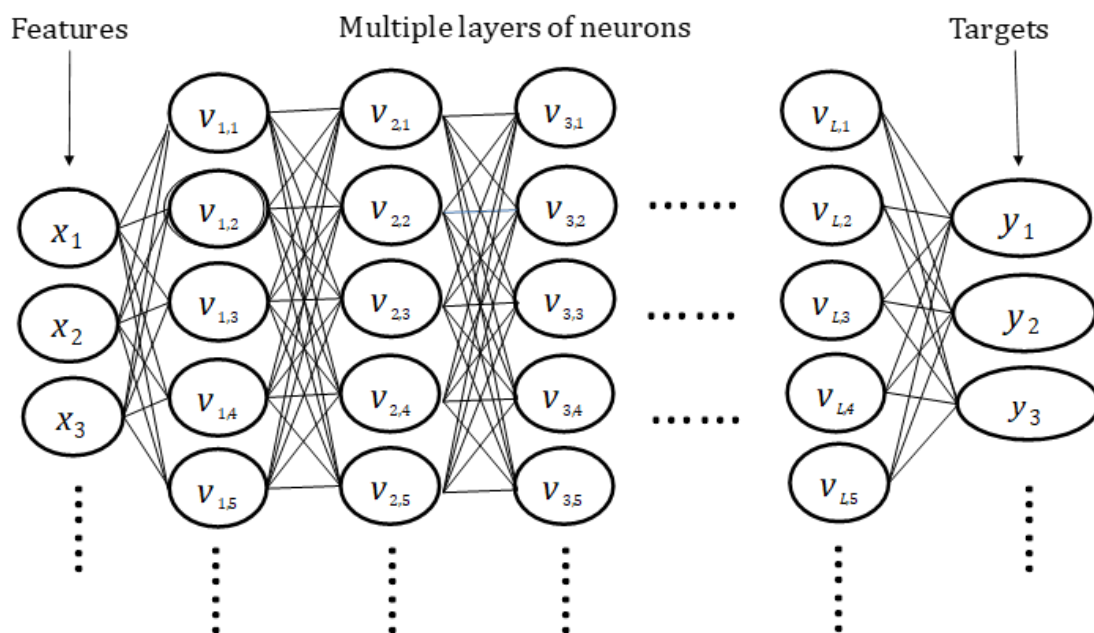 Features Multiple layers of neurons Targets
v1,1 v2,1 v3,1 vL,1
x1 v1,2 v2,2 v3,2 vL,2 y1
x2 v1,3 v2,3 v3,3 vL,3 y2
x3 v1,4 v2,4 v3,4 vL,4 y3
v1,5 v2,5 v3,5 vL,5